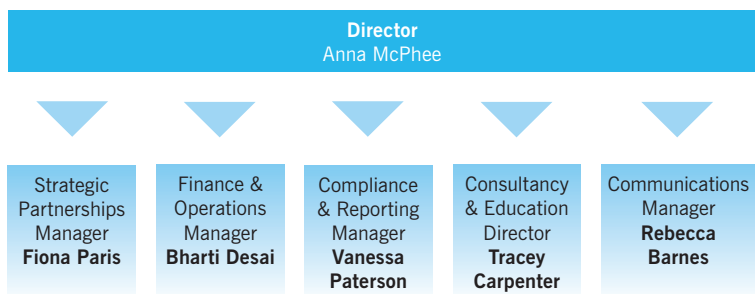 Director
Anna McPhee
Strategic
Partnerships
Manager
Fiona Paris
Finance &
Operations
Manager
Bharti Desai
Compliance
& Reporting
Manager
Vanessa
Paterson
Consultancy
& Education
Director
Tracey
Carpenter
Communications
Manager
Rebecca
Barnes